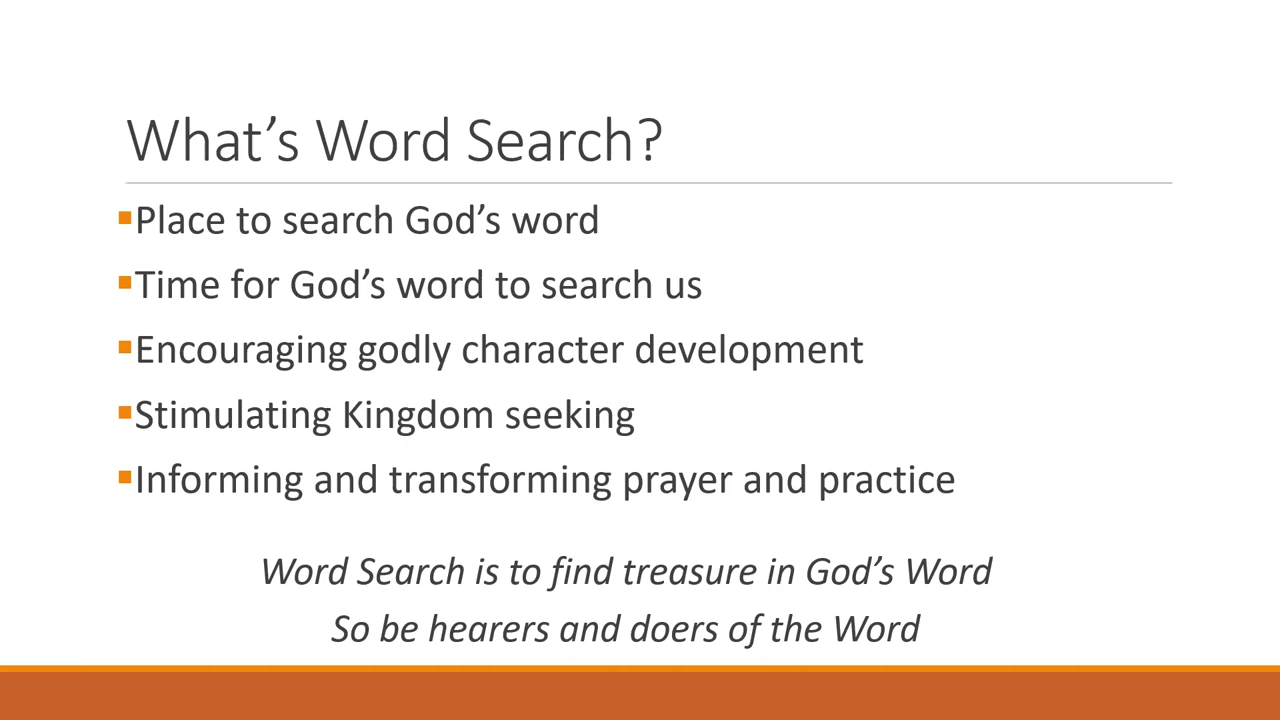 What’s Word Search?
▪Place to search God’s word
▪Time for God’s word to search us
▪Encouraging godly character development
▪Stimulating Kingdom seeking
▪Informing and transforming prayer and practice
Word Search is to find treasure in God’s Word
So be hearers and doers of the Word